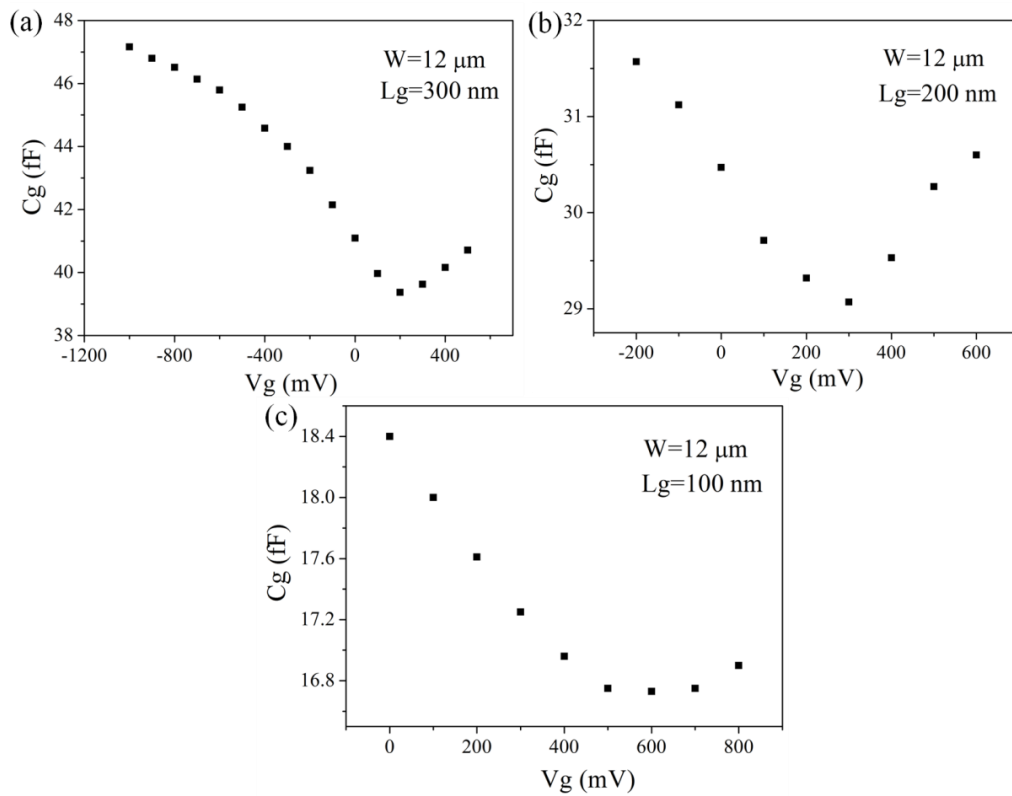 (a)
48
46
44
42
40
38
Cg (fF)
W=12 μm
Lg=300 nm
-1200
-800
-400
0
400
Vg (mV)
(b)
32
31
30
29
Cg (fF)
W=12 μm
Lg=200 nm
-200
0
200
400
600
Vg (mV)
(c)
18.4
18.0
17.6
17.2
16.8
Cg (fF)
W=12 μm
Lg=100 nm
0
200
400
600
800
Vg (mV)